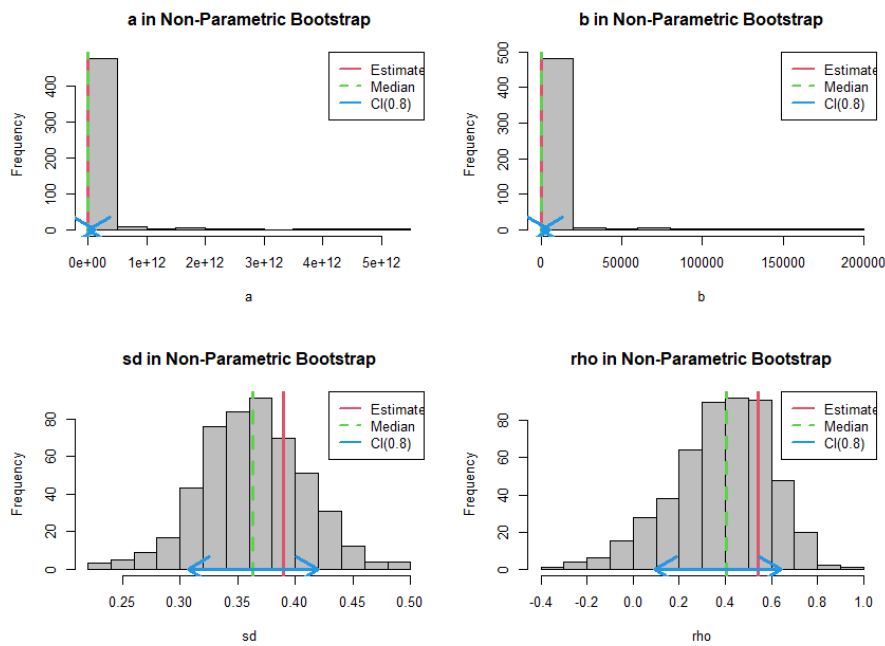 a in Non-Parametric Bootstrap
Frequency
0 100 200 300 400
Estimate
Median
CI(0.8)
0e+00 1e+12 2e+12 3e+12 4e+12 5e+12
a
b in Non-Parametric Bootstrap
Frequency
0 100 200 300 400 500
Estimate
Median
CI(0.8)
0 50000 100000 150000 200000
b
sd in Non-Parametric Bootstrap
Frequency
0 20 40 60 80
Estimate
Median
CI(0.8)
0.25 0.30 0.35 0.40 0.45 0.50
sd
rho in Non-Parametric Bootstrap
Frequency
0 20 40 60 80
Estimate
Median
CI(0.8)
-0.4 -0.2 0.0 0.2 0.4 0.6 0.8 1.0
rho